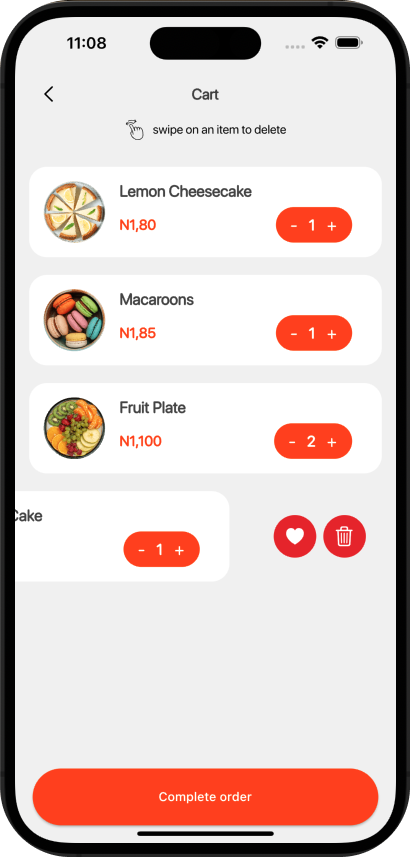 11:08
Cart
swipe on an item to delete
Lemon Cheesecake
N1,80
- 1 +
Macaroons
N1,85
- 1 +
Fruit Plate
N1,100
- 2 +
Cake
- 1 +
Complete order